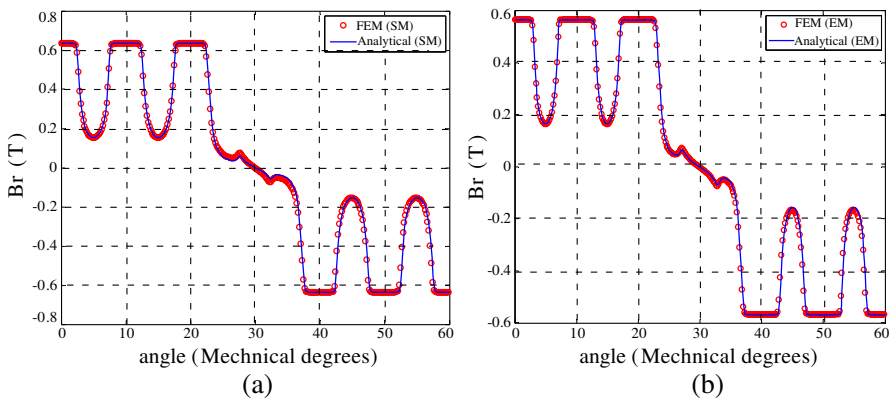 0.8
0.6
0.4
0.2
0
-0.2
-0.4
-0.6
-0.8
Br (T)
FEM (SM)
Analytical (SM)
0 10 20 30 40 50 60
angle (Mechnical degrees)
(a)
0.6
0.4
0.2
0
-0.2
-0.4
-0.6
Br (T)
FEM (EM)
Analytical (EM)
0 10 20 30 40 50 60
angle (Mechnical degrees)
(b)